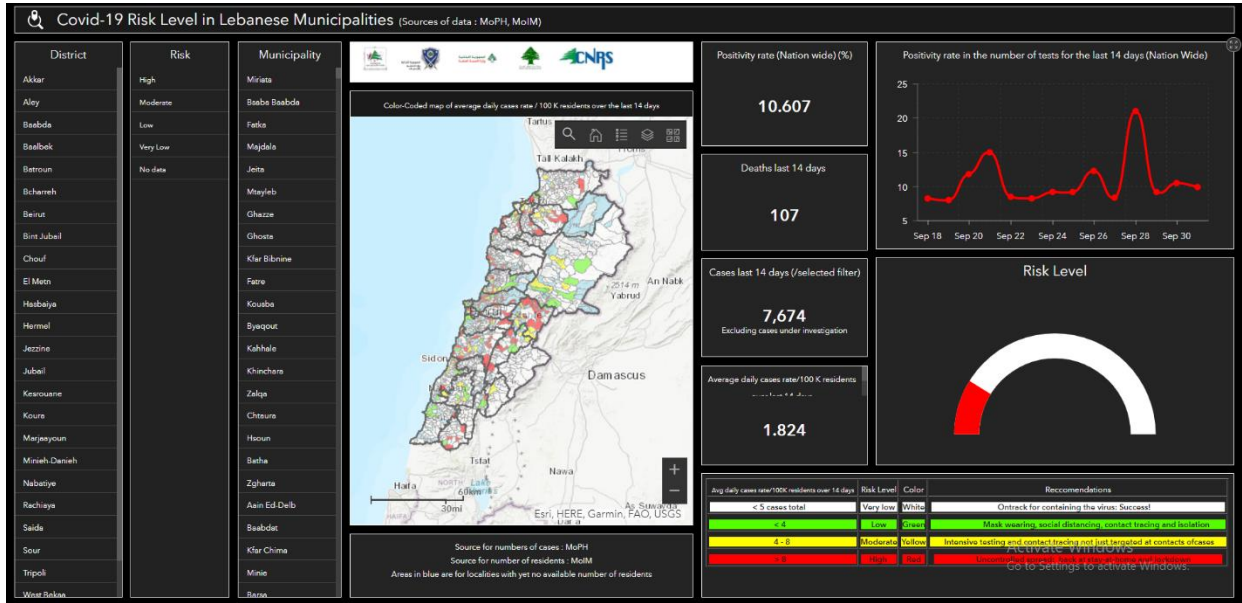 Covid-19 Risk Level in Lebanese Municipalities (Sources of data : MoPH, MoIM)
District
Akkar
Aley
Baabda
Baalbek
Batroun
Bcharreh
Beirut
Bint Jubail
Chouf
El Metn
Hasbaiya
Hermel
Jezzine
Jubail
Kesrouane
Koura
Marjaayoun
Minieh-Danieh
Nabatiye
Rachiaya
Saida
Sour
Tripoli
West Bekaa
Risk
High
Moderate
Low
Very Low
No data
Municipality
Miriata
Baaba Baabda
Fatka
Majdala
Jeita
Mtayleb
Ghazze
Ghosta
Kfar Bibnine
Fatre
Kousba
Byaqout
Kahhale
Khinchara
Zalqa
Chtaura
Hsoun
Batha
Zgharta
Aain Ed-Delb
Baabdat
Kfar Chima
Minie
Barsa
CNRS
Color-Coded map of average daily cases rate / 100 K residents over the last 14 days
Tartus
Tall Kalakh
2814 m
An Nabk
Yabrud
Sidon
Damascus
Tsfat
Nawa
Haifa
NORTH
Lake
60km
30mi
As Suwayda
Esri, HERE, Garmin, FAO, USGS
Source for numbers of cases : MoPH
Source for number of residents : MoIM
Areas in blue are for localities with yet no available number of residents
Positivity rate (Nation wide) (%)
10.607
Deaths last 14 days
107
Cases last 14 days (/selected filter)
7,674
Excluding cases under investigation
Average daily cases rate/100 K residents
over last 14 days
1.824
Positivity rate in the number of tests for the last 14 days (Nation Wide)
25
20
15
10
5
Sep 18 Sep 20 Sep 22 Sep 24 Sep 26 Sep 28 Sep 30
Risk Level
Avg daily cases rate/100K residents over 14 days Risk Level Color Reccomendations
< 5 cases total Very low White Ontrack for containing the virus: Success!
< 4 Low Green Mask wearing, social distancing, contact tracing and isolation
4 - 8 Moderate Yellow Intensive testing and contact tracing not just targeted at contacts ofcases
> 8 High Red
Activate Windows
Go to Settings to activate Windows.